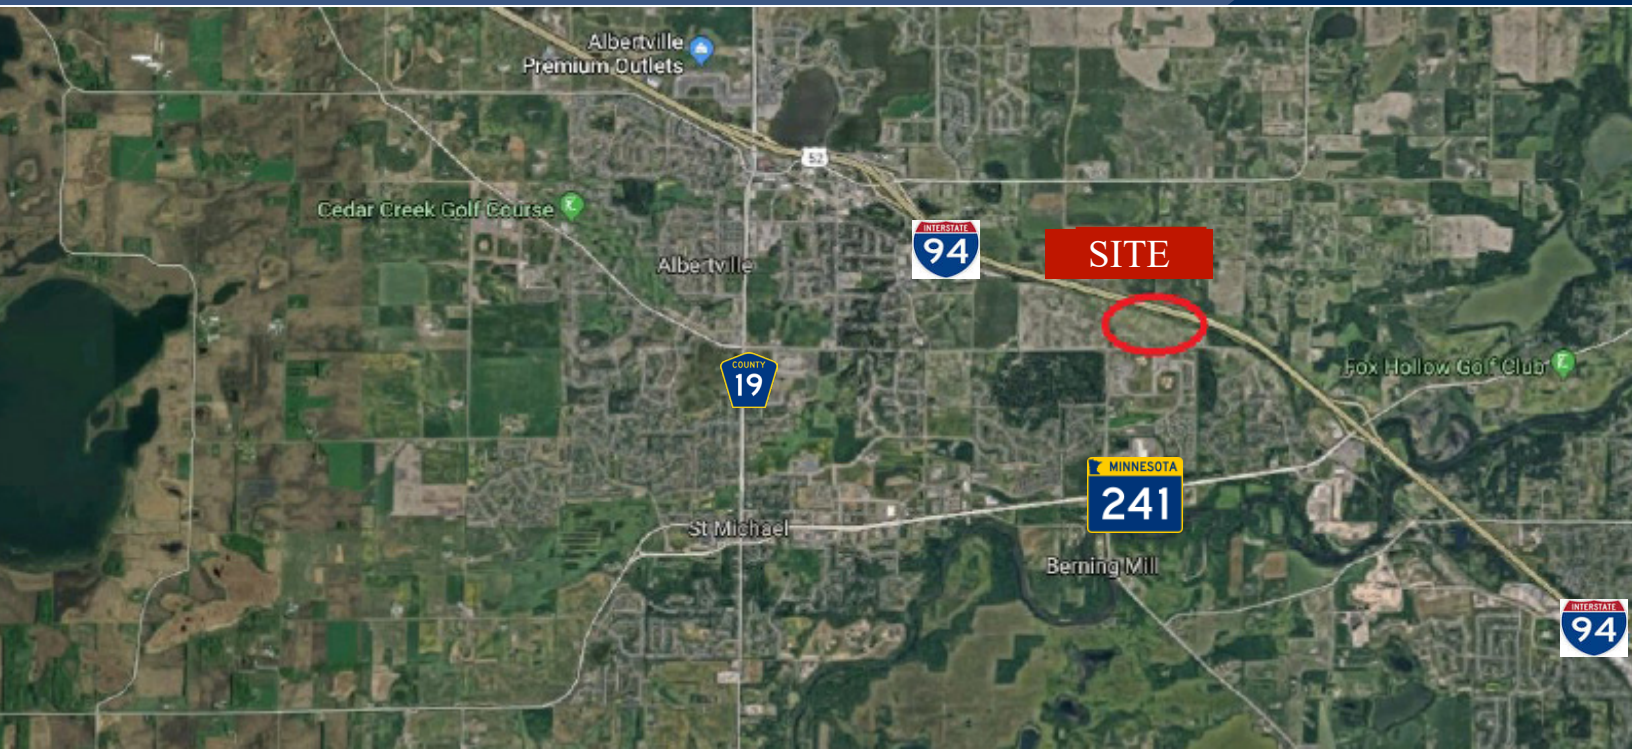 Albertville
Premium Outlets
52
Cedar Creek Golf Course
INTERSTATE
94
SITE
Albertville
COUNTY
19
Fox Hollow Golf Club
MINNESOTA
241
St Michael
Berning Mill
INTERSTATE
94